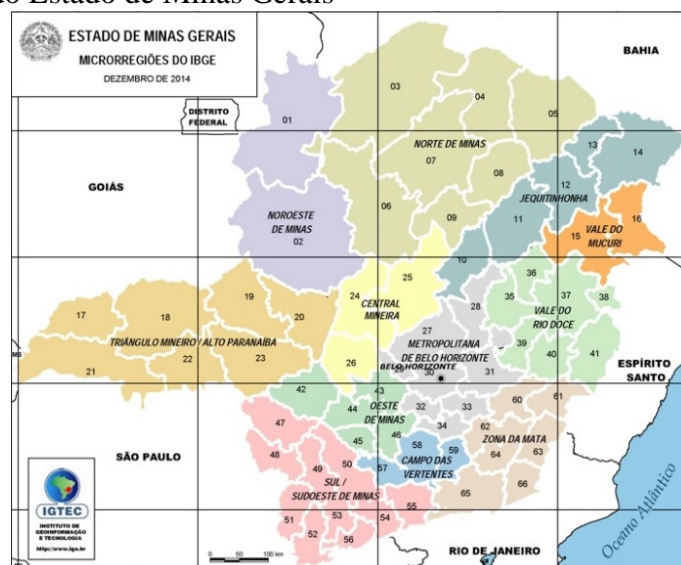 do Estado de Minas Gerais
ESTADO DE MINAS GERAIS
MICRORREGIÕES DO IBGE
DEZEMBRO DE 2014
BAHIA
DISTRITO
FEDERAL
GOIÁS
01
03
04
05
NORTE DE MINAS
07
08
06
09
13
14
12
JEQUITINHONHA
11
10
16
15
VALE DO
MUCURI
NOROESTE
DE MINAS
02
24
25
CENTRAL
MINEIRA
26
17
18
19
20
TRIÂNGULO MINEIRO / ALTO PARANAÍBA
21
22
23
MS
28
27
METROPOLITANA
DE BELO HORIZONTE
BELO HORIZONTE
29
30
31
32
33
34
36
35
37
38
VALE DO
RIO DOCE
39
40
41
ESPÍRITO
SANTO
42
43
44
OESTE
DE MINAS
45
46
60
61
62
ZONA DA MATA
64
63
65
66
58
59
57
CAMPO DAS
VERTENTES
47
48
49
50
SUL /
SUDOESTE DE MINAS
55
54
51
53
52
56
SÃO PAULO
RIO DE JANEIRO
Oceano Atlântico
IGTEC
INSTITUTO DE
GEOINFORMAÇÃO
E TECNOLOGIA
http://www.iga.br
0 50 100 km